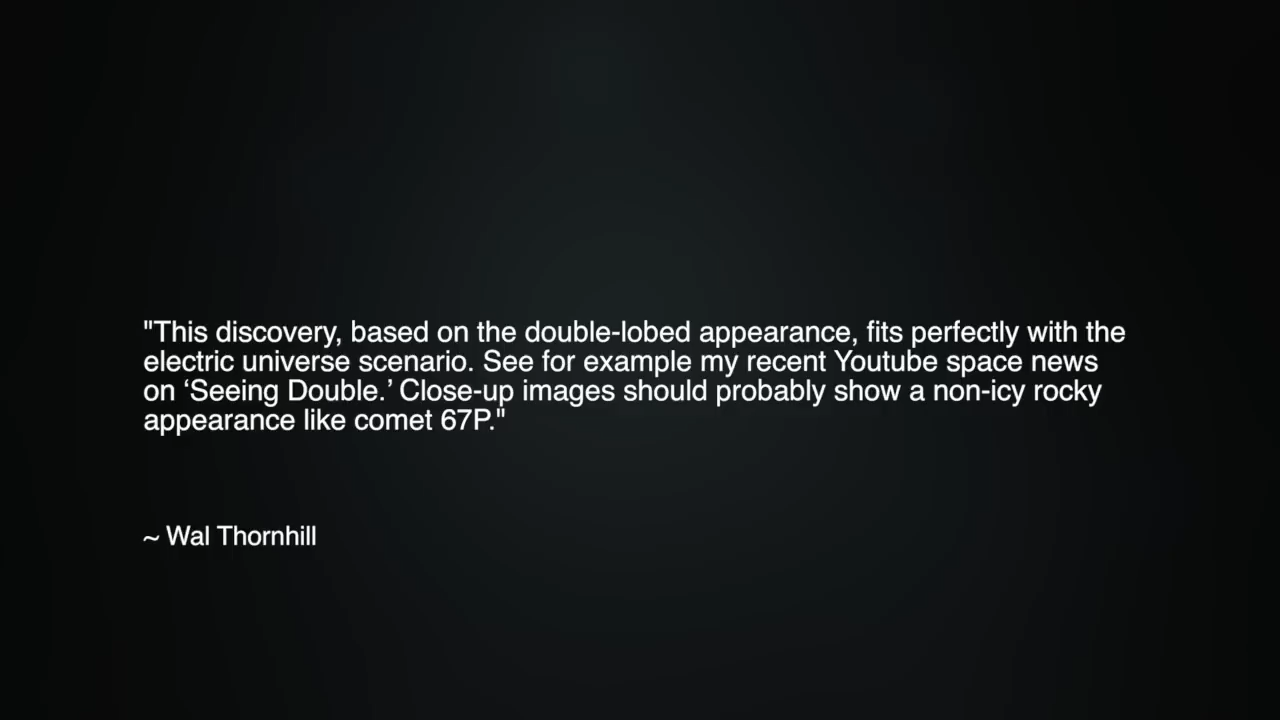 "This discovery, based on the double-lobed appearance, fits perfectly with the
electric universe scenario. See for example my recent Youtube space news
on ‘Seeing Double.’ Close-up images should probably show a non-icy rocky
appearance like comet 67P."
~ Wal Thornhill